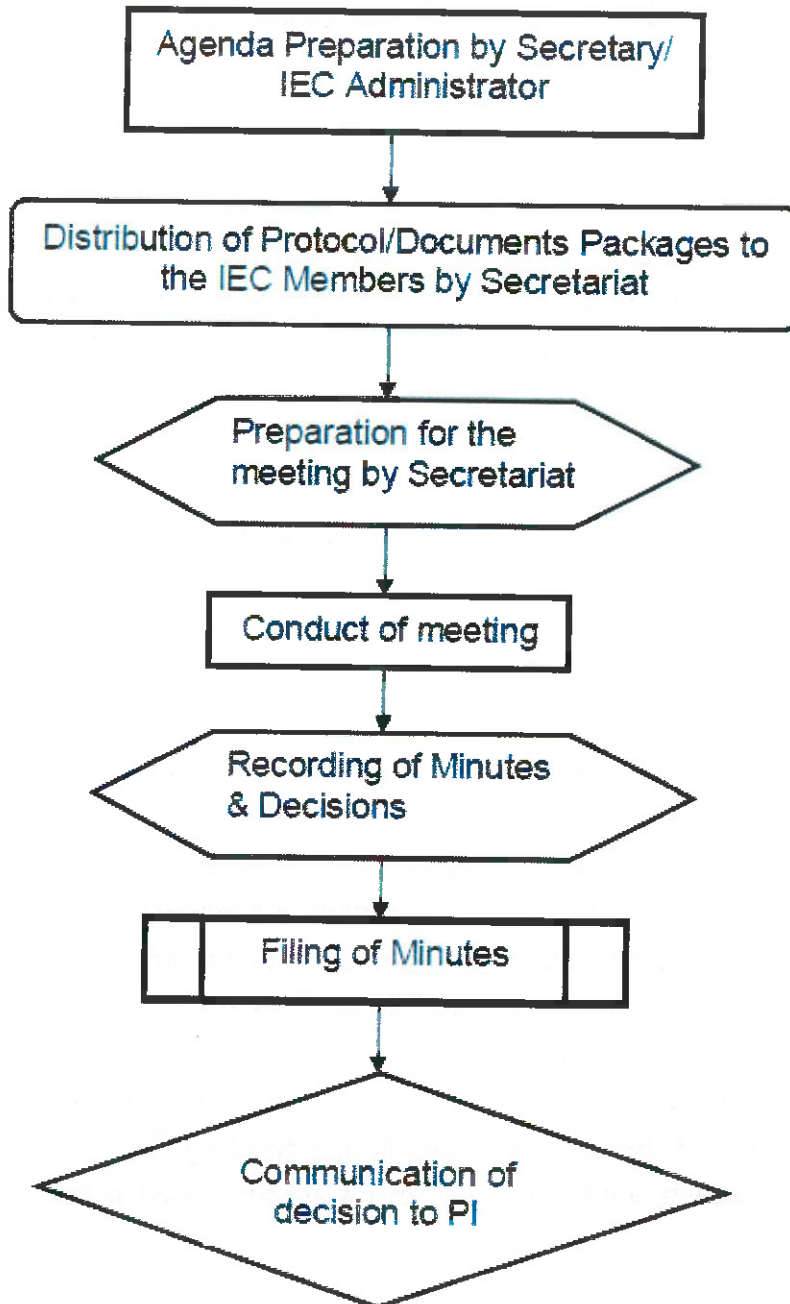 Agenda Preparation by Secretary/
IEC Administrator
Distribution of Protocol/Documents Packages to
the IEC Members by Secretariat
Preparation for the
meeting by Secretariat
Conduct of meeting
Recording of Minutes
& Decisions
Filing of Minutes
Communication of
decision to PI